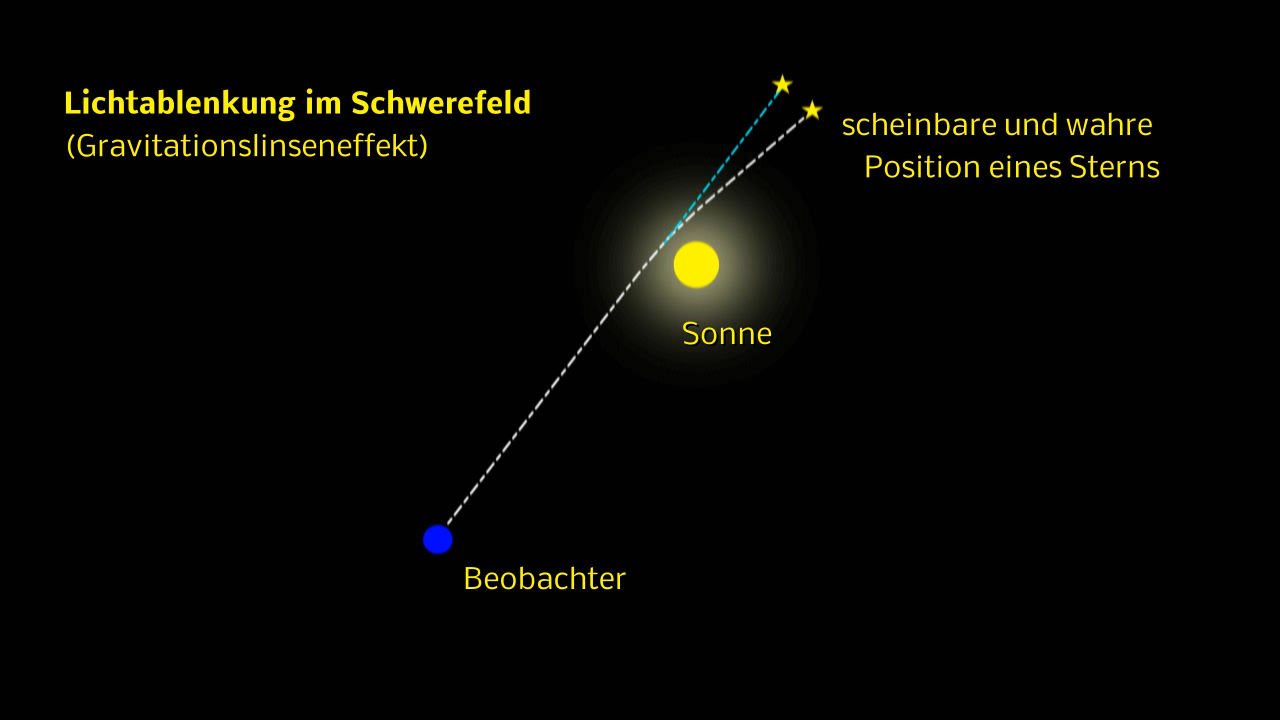 Lichtablenkung im Schwerefeld
(Gravitationslinseneffekt)
scheinbare und wahre
Position eines Sterns
Sonne
Beobachter